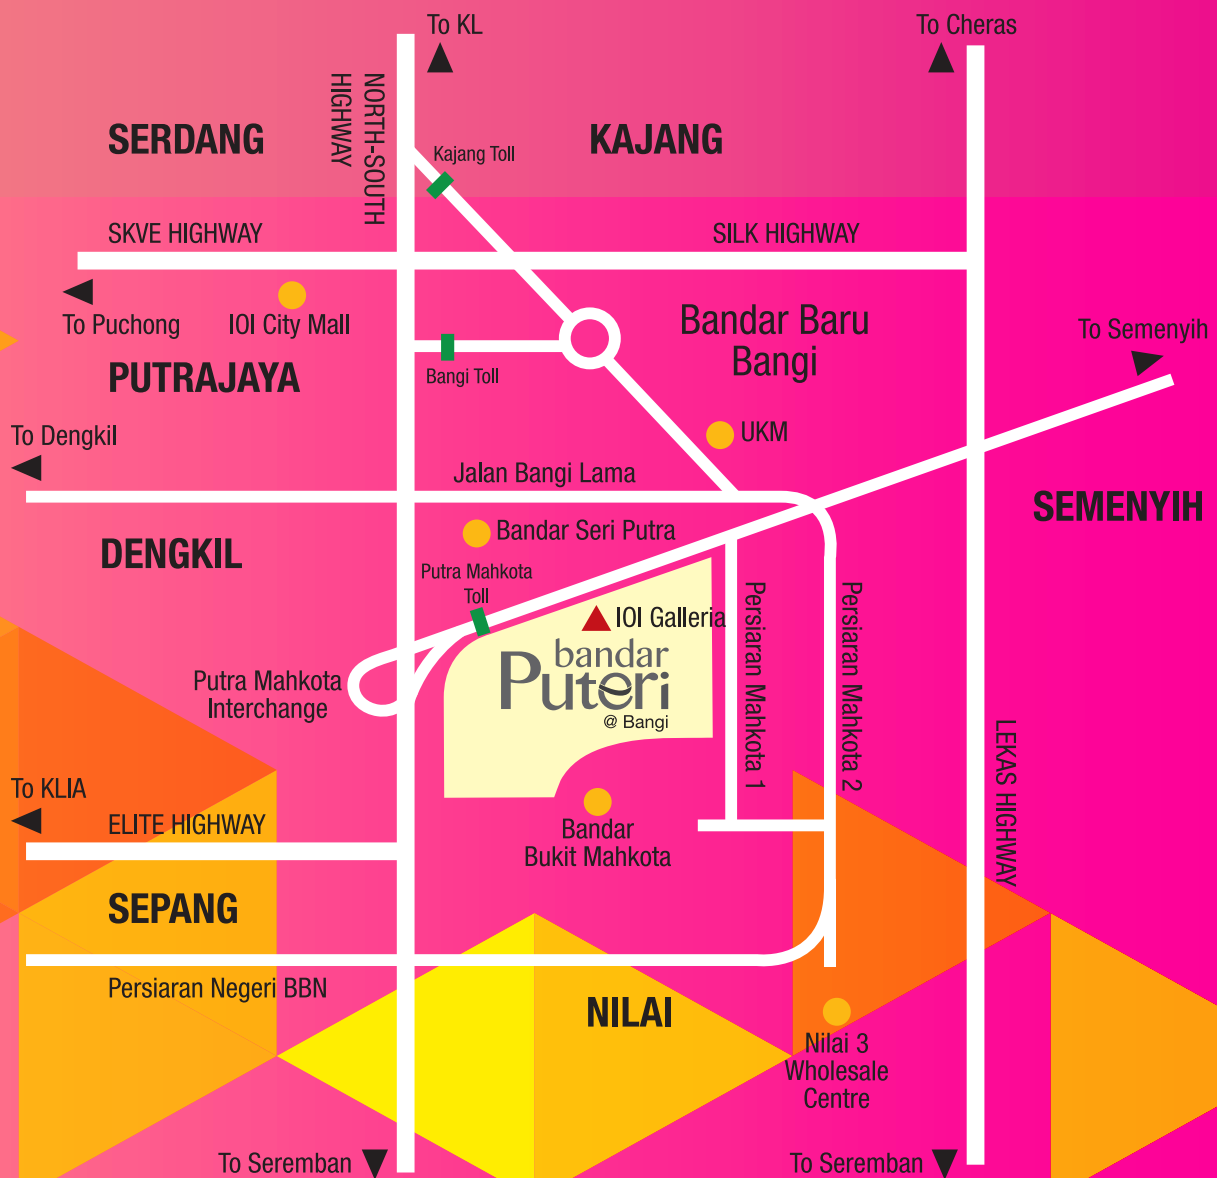 To KL
To Cheras
NORTH-SOUTH
HIGHWAY
SERDANG
KAJANG
Kajang Toll
SKVE HIGHWAY
SILK HIGHWAY
To Puchong
IOI City Mall
Bandar Baru
Bangi
To Semenyih
PUTRAJAYA
Bangi Toll
To Dengkil
UKM
Jalan Bangi Lama
SEMENYIH
Bandar Seri Putra
DENGKIL
Putra Mahkota
Toll
IOI Galleria
Persiaran Mahkota 1
Persiaran Mahkota 2
bandar
Puteri
@ Bangi
Putra Mahkota
Interchange
LEKAS HIGHWAY
To KLIA
ELITE HIGHWAY
Bandar
Bukit Mahkota
SEPANG
Persiaran Negeri BBN
NILAI
Nilai 3
Wholesale
Centre
To Seremban
To Seremban